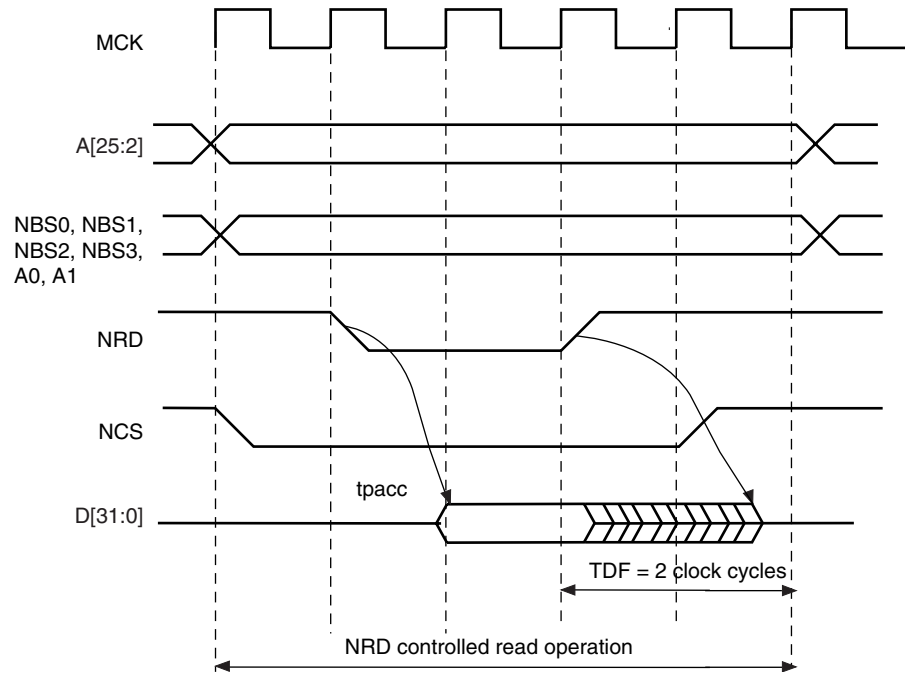 MCK
A[25:2]
NBS0, NBS1,
NBS2, NBS3,
A0, A1
NRD
NCS
tpacc
D[31:0]
TDF = 2 clock cycles
NRD controlled read operation